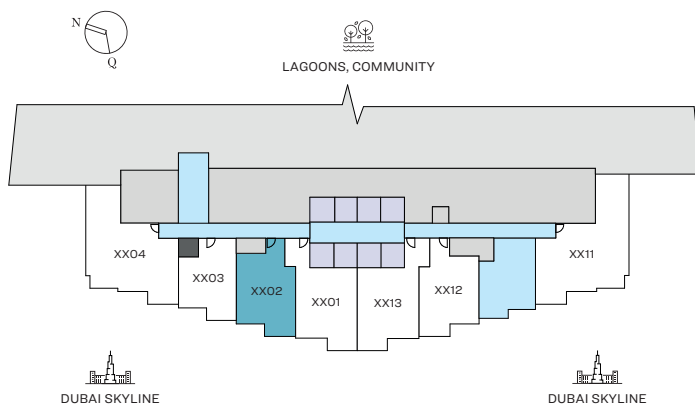 N
Q
LAGOONS, COMMUNITY
XX04
XX03
XX02
XX01
XX13
XX12
XX11
DUBAI SKYLINE
DUBAI SKYLINE